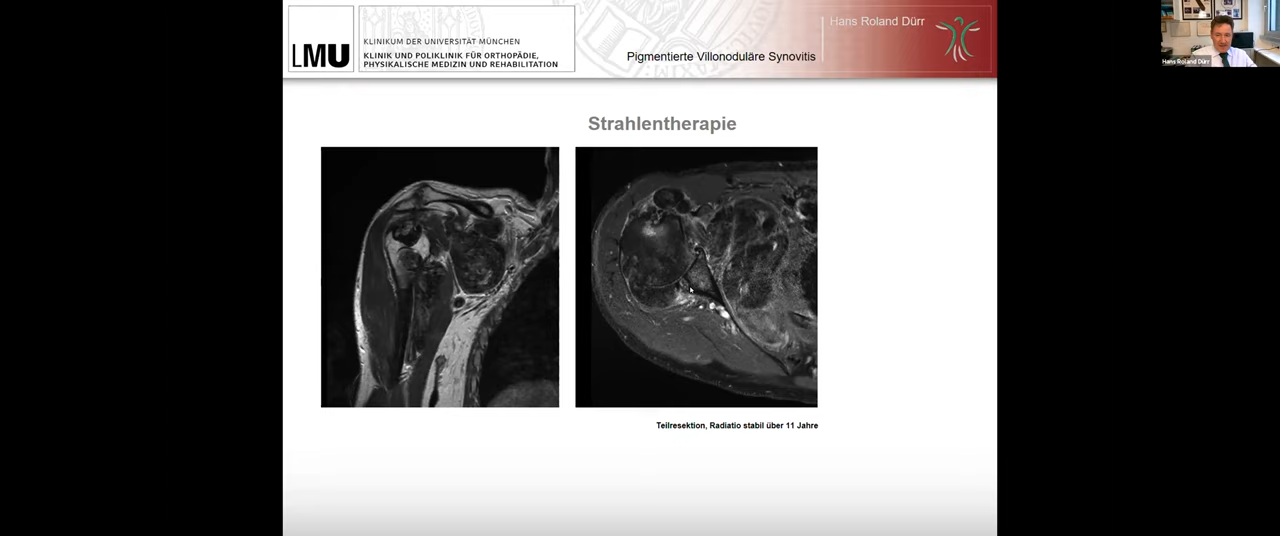 LMU
KLINIKUM DER UNIVERSITÄT MÜNCHEN
KLINIK UND POLIKLINIK FÜR ORTHOPÄDIE,
PHYSIKALISCHE MEDIZIN UND REHABILITATION
Hans Roland Dürr
Pigmentierte Villonoduläre Synovitis
Hans Roland Dürr
Strahlentherapie
Teilresektion, Radiatio stabil über 11 Jahre